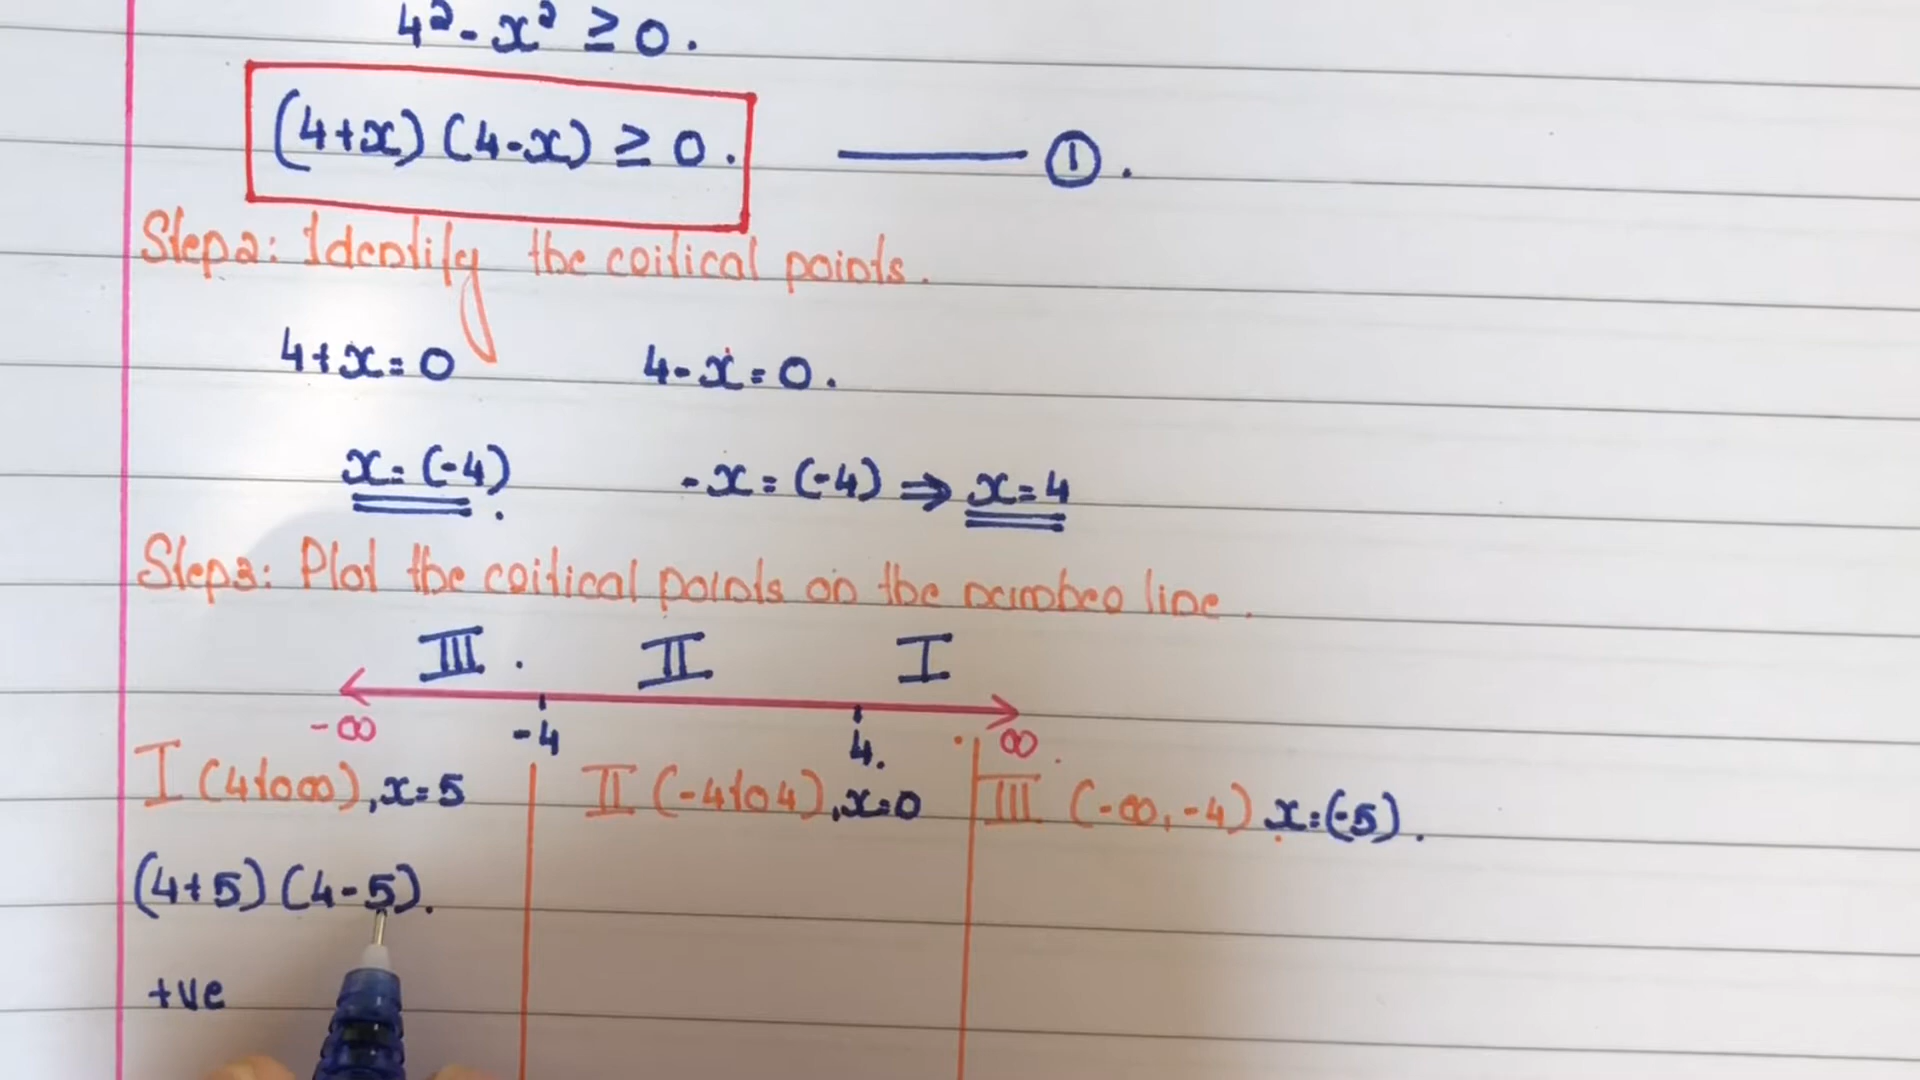 4² - x² ≥ 0.
(4+x) (4-x) ≥ 0. ——— ①.
Step2: Identify the critical points.
4+x=0 4-x=0.
x=(-4). -x=(-4) ⇒ x=4
Step3: Plot the critical points on the number line.
III. II I
-∞ -4 4. ∞
I (4 to ∞), x=5 II (-4 to 4), x=0 III (-∞, -4) x=(-5).
(4+5) (4-5).
+ve